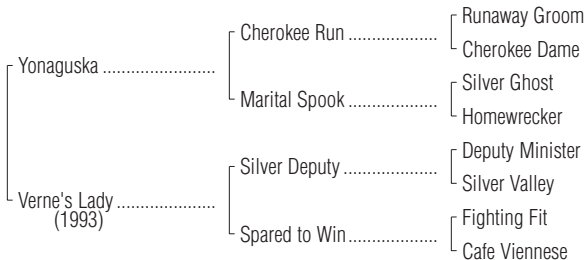 Runaway Groom
Cherokee Run ....................
Cherokee Dame
Yonaguska .........................
Silver Ghost
Marital Spook ....................
Homewrecker
Deputy Minister
Silver Deputy .....................
Silver Valley
Verne's Lady ......................
(1993)
Fighting Fit
Spared to Win....................
Cafe Viennese